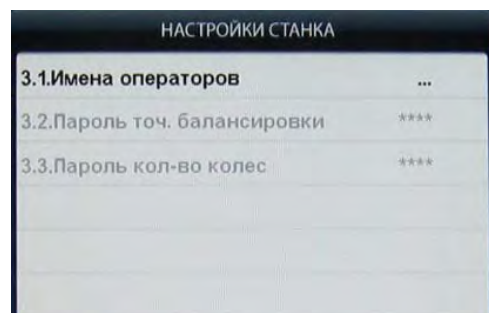 НАСТРОЙКИ СТАНКА
3.1.Имена операторов ...
3.2.Пароль точ. балансировки ****
3.3.Пароль кол-во колес ****